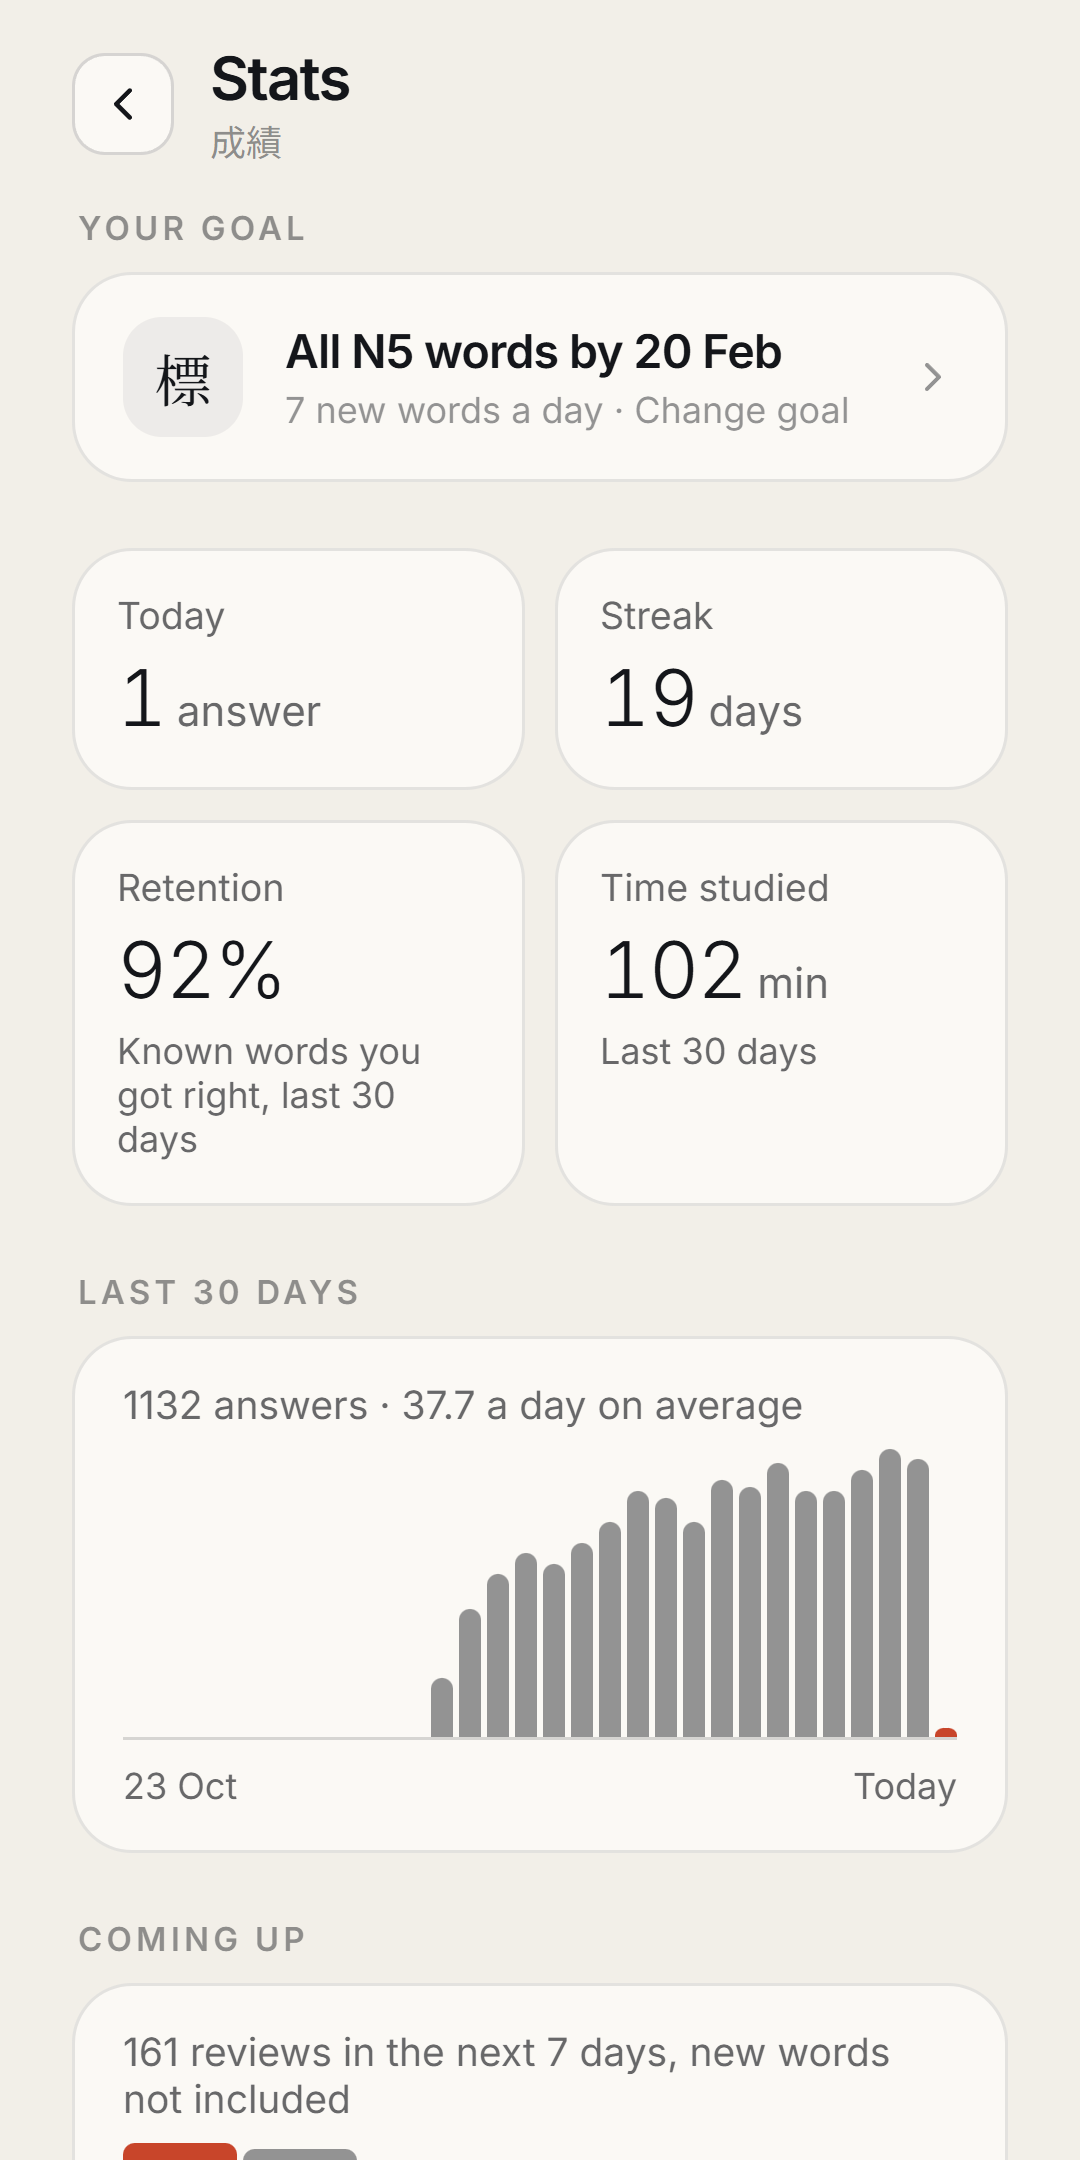 Stats
成績
YOUR GOAL
標
All N5 words by 20 Feb
7 new words a day · Change goal
Today
1 answer
Streak
19 days
Retention
92%
Known words you
got right, last 30
days
Time studied
102 min
Last 30 days
LAST 30 DAYS
1132 answers · 37.7 a day on average
23 Oct
Today
COMING UP
161 reviews in the next 7 days, new words
not included